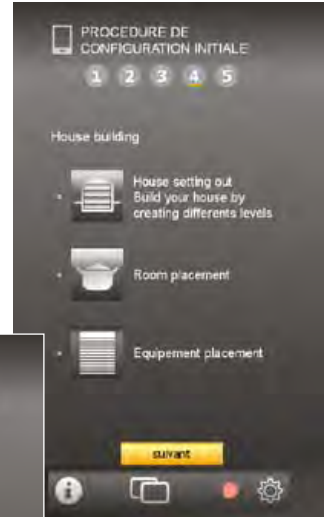 PROCEDURE DE
CONFIGURATION INITIALE
1 2 3 4 5
House building
House setting out
Build your house by
creating differents levels
Room placement
Equipement placement
suivant